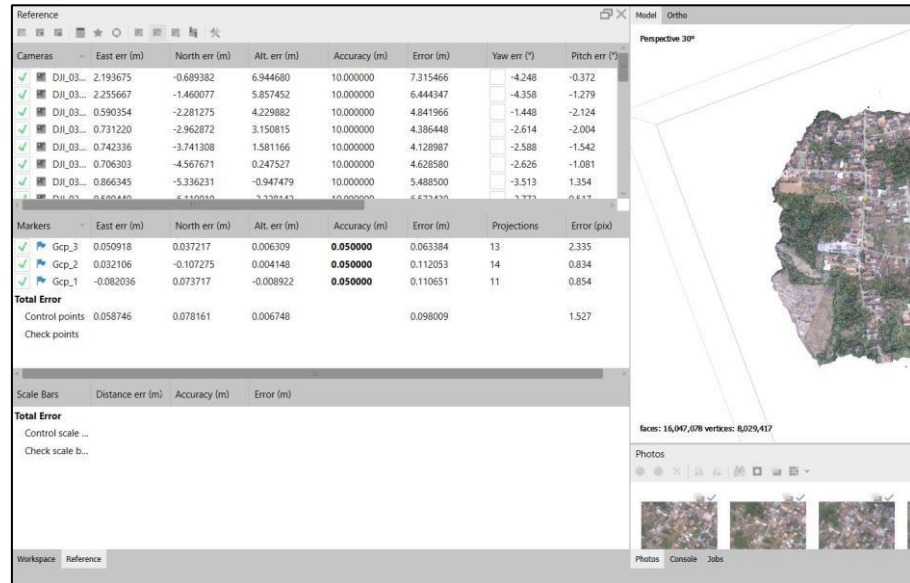 Reference
Cameras East err (m) North err (m) Alt. err (m) Accuracy (m) Error (m) Yaw err (°) Pitch err (°)
DJI_03... 2.193675 -0.689382 6.944680 10.000000 7.315466 -4.248 -0.372
DJI_03... 2.255667 -1.460077 5.857452 10.000000 6.444347 -4.358 -1.279
DJI_03... 0.590354 -2.281275 4.229882 10.000000 4.841966 -1.448 -2.124
DJI_03... 0.731220 -2.962872 3.150815 10.000000 4.386448 -2.614 -2.004
DJI_03... 0.742336 -3.741308 1.581166 10.000000 4.128987 -2.588 -1.542
DJI_03... 0.706303 -4.567671 0.247527 10.000000 4.628580 -2.626 -1.081
DJI_03... 0.866345 -5.336231 -0.947479 10.000000 5.488500 -3.513 1.354
Markers East err (m) North err (m) Alt. err (m) Accuracy (m) Error (m) Projections Error (pix)
Gcp_3 0.050918 0.037217 0.006309 0.050000 0.063384 13 2.335
Gcp_2 0.032106 -0.107275 0.004148 0.050000 0.112053 14 0.834
Gcp_1 -0.082036 0.073717 -0.008922 0.050000 0.110651 11 0.854
Total Error
Control points 0.058746 0.078161 0.006748 0.098009 1.527
Check points
Scale Bars Distance err (m) Accuracy (m) Error (m)
Total Error
Control scale ...
Check scale b...
Workspace Reference
Model Ortho
Perspective 30°
faces: 16,047,078 vertices: 8,029,417
Photos
Photos Console Jobs